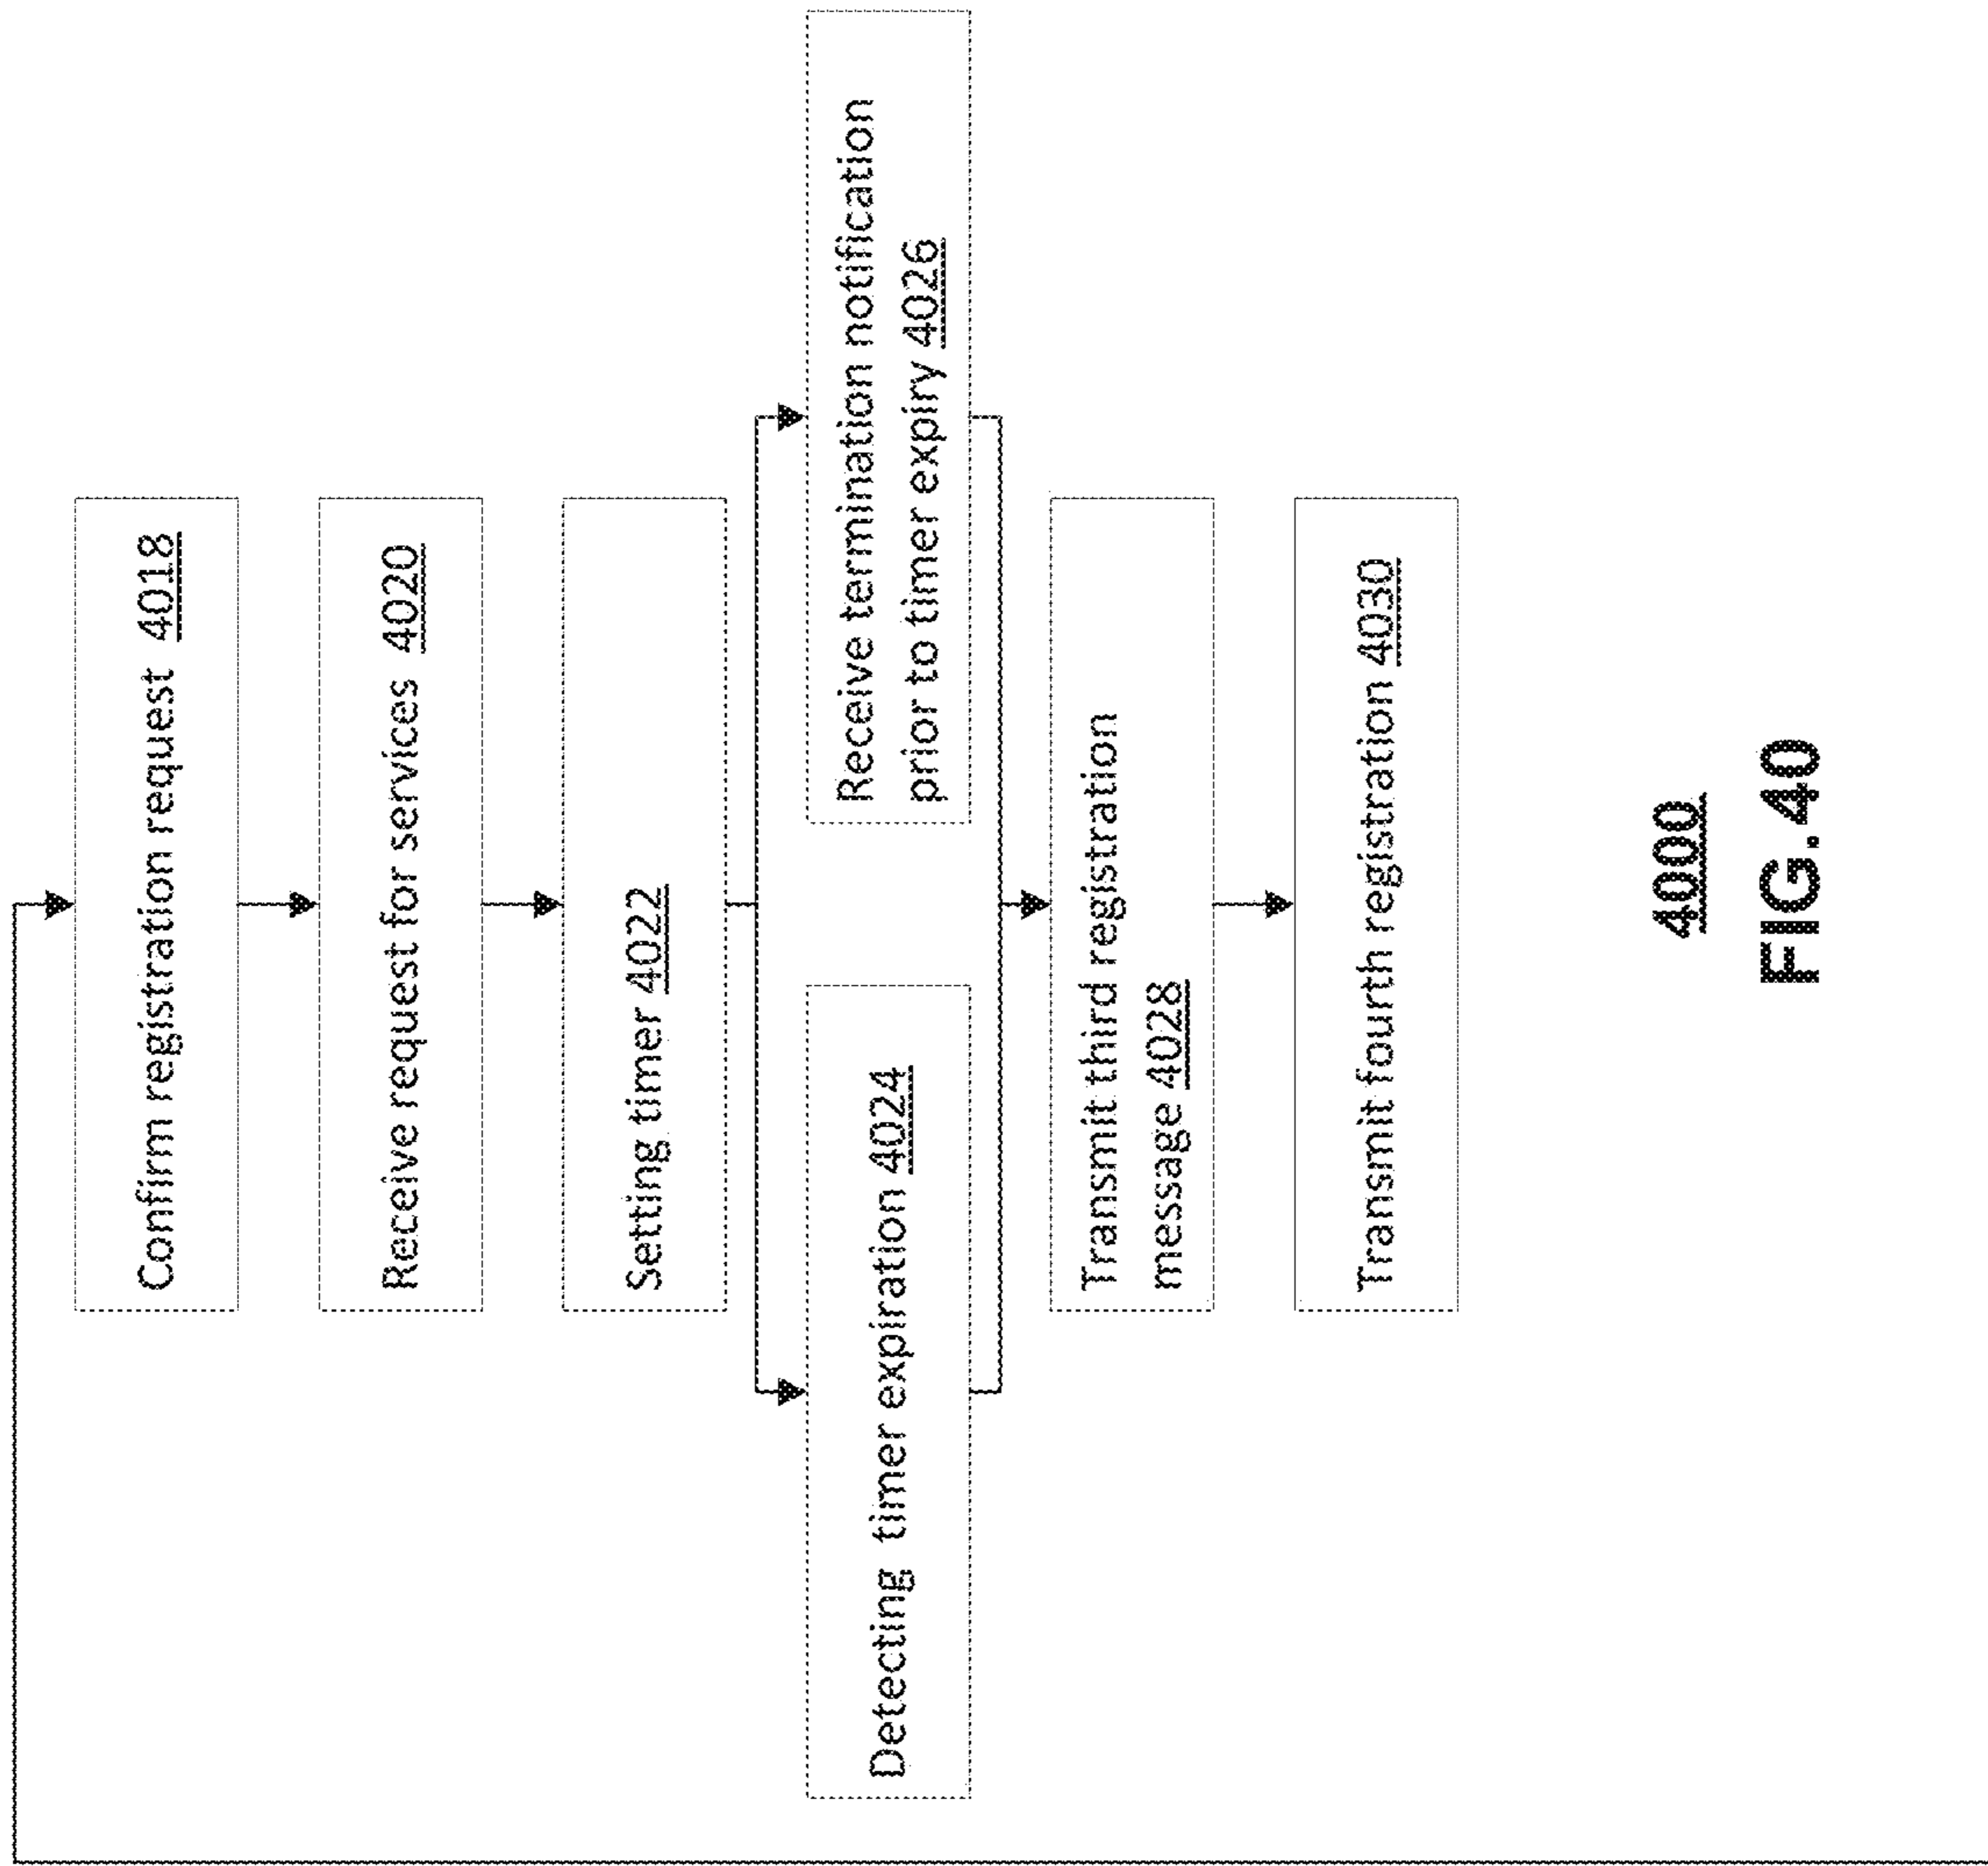 Confirm registration request 4018
Receive request for services 4020
Setting timer 4022
Detecting timer expiration 4024
Receive termination notification
prior to timer expiry 4026
Transmit third registration
message 4028
Transmit fourth registration 4030
4000
FIG.40